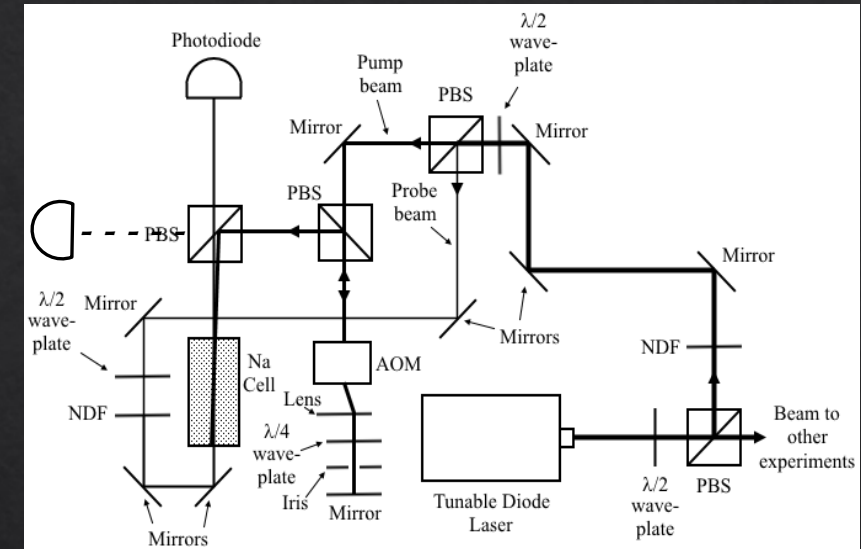 λ/2
wave-
plate
Photodiode
Pump
beam
PBS
Mirror
Mirror
PBS
Probe
beam
PBS
Mirror
λ/2
wave-
plate
Mirror
Mirrors
NDF
Na
Cell
AOM
NDF
Lens
λ/4
wave-
plate
Iris
Mirror
Mirrors
Tunable Diode
Laser
λ/2
wave-
plate
PBS
Beam to
other
experiments